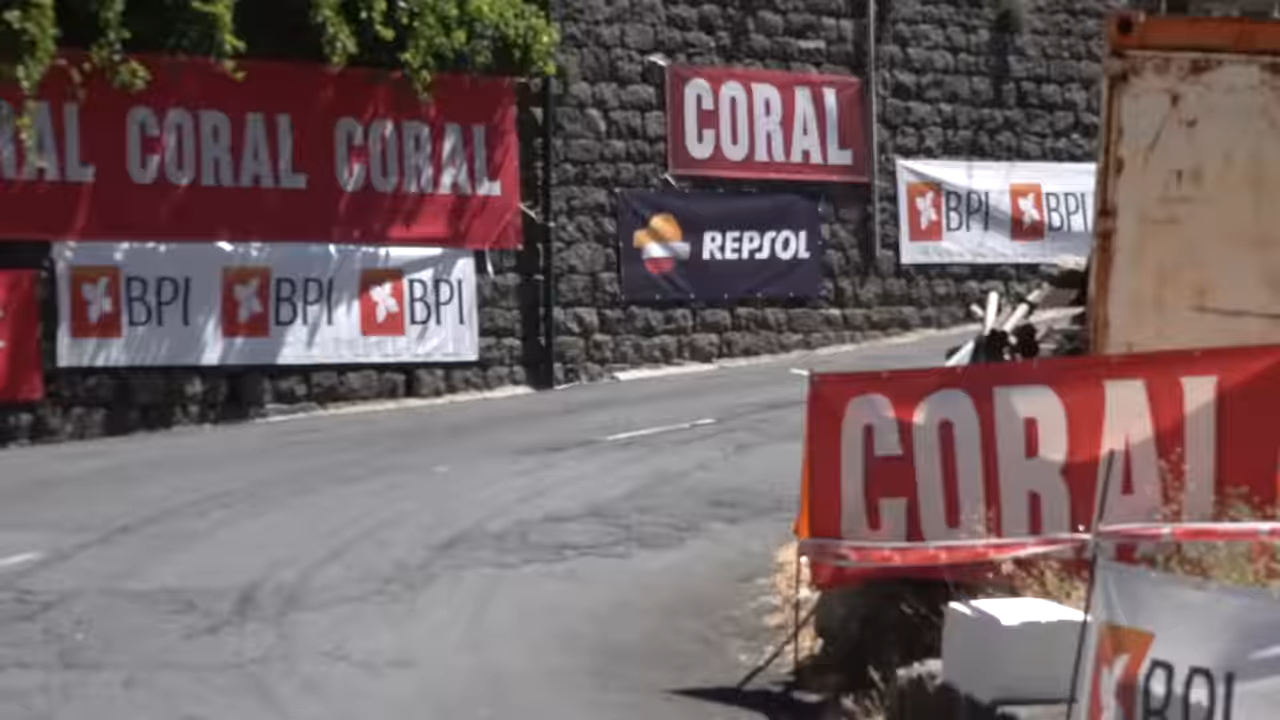 RAL CORAL CORAL
BPI BPI BPI
CORAL
REPSOL
BPI BPI
CORAL
BPI